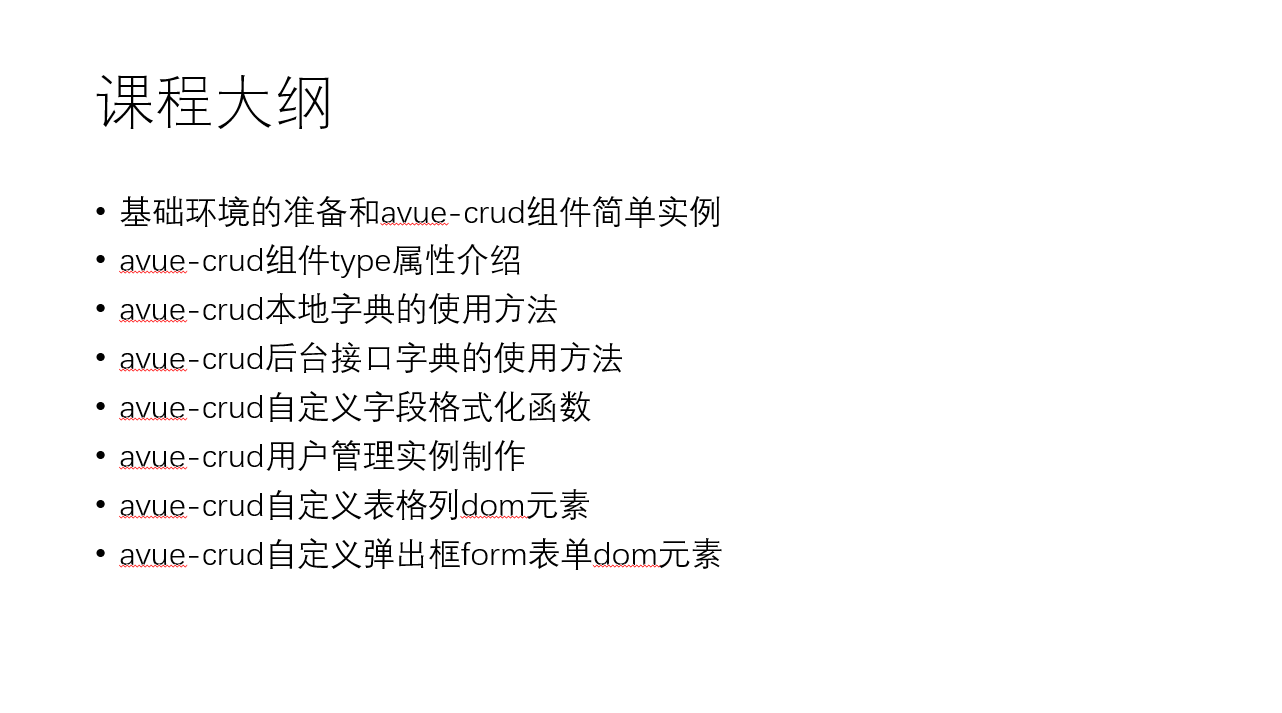 课程大纲
• 基础环境的准备和avue-crud组件简单实例
• avue-crud组件type属性介绍
• avue-crud本地字典的使用方法
• avue-crud后台接口字典的使用方法
• avue-crud自定义字段格式化函数
• avue-crud用户管理实例制作
• avue-crud自定义表格列dom元素
• avue-crud自定义弹出框form表单dom元素